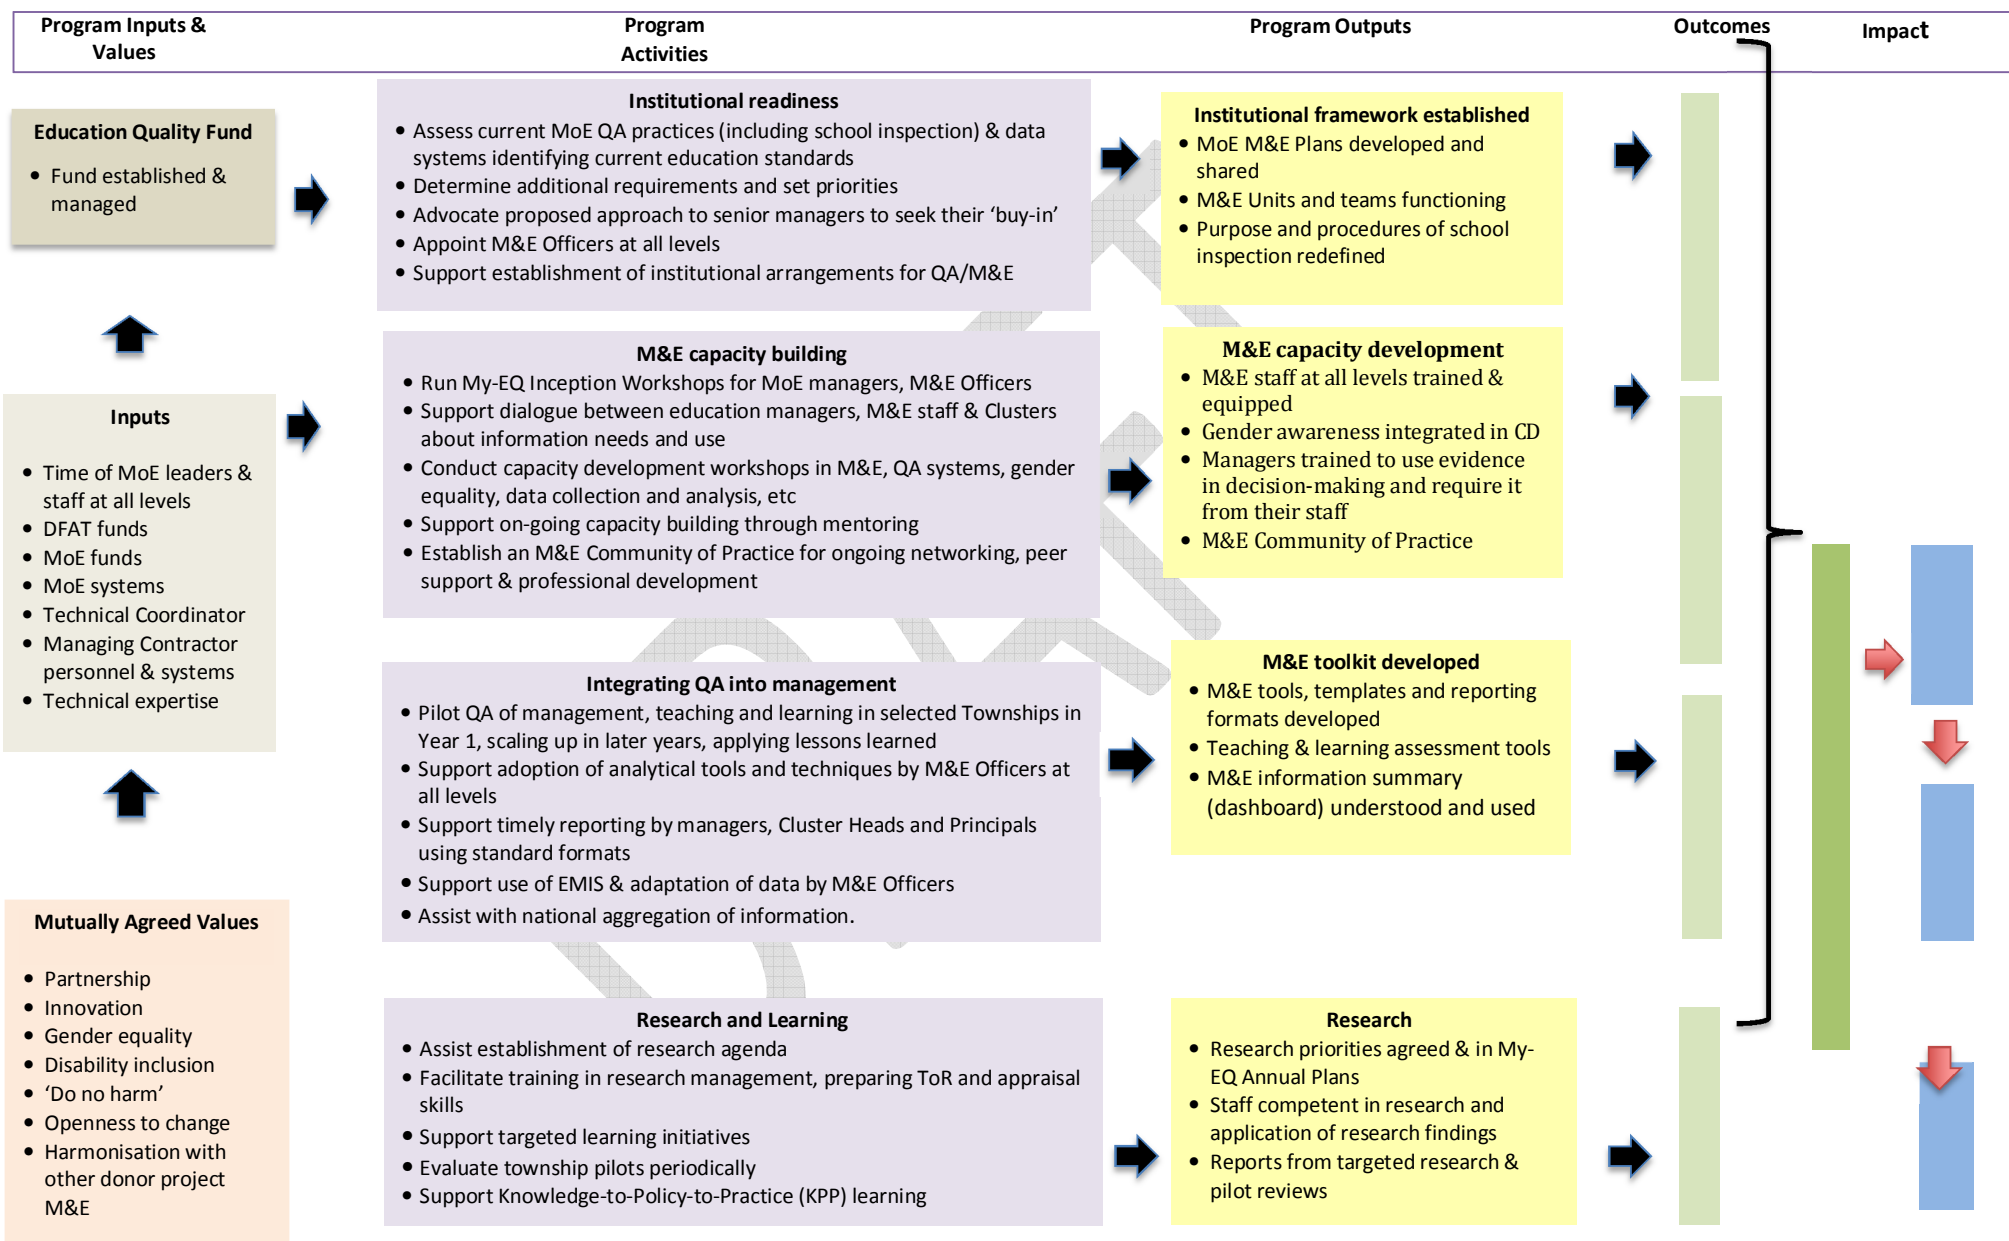 Program Inputs &
Values
Program
Activities
Program Outputs
Outcomes
Impact
Education Quality Fund
• Fund established &
managed
Inputs
• Time of MoE leaders &
staff at all levels
• DFAT funds
• MoE funds
• MoE systems
• Technical Coordinator
• Managing Contractor
personnel & systems
• Technical expertise
Mutually Agreed Values
• Partnership
• Innovation
• Gender equality
• Disability inclusion
• ‘Do no harm’
• Openness to change
• Harmonisation with
other donor project
M&E
Institutional readiness
• Assess current MoE QA practices (including school inspection) & data
systems identifying current education standards
• Determine additional requirements and set priorities
• Advocate proposed approach to senior managers to seek their ‘buy-in’
• Appoint M&E Officers at all levels
• Support establishment of institutional arrangements for QA/M&E
M&E capacity building
• Run My-EQ Inception Workshops for MoE managers, M&E Officers
• Support dialogue between education managers, M&E staff & Clusters
about information needs and use
• Conduct capacity development workshops in M&E, QA systems, gender
equality, data collection and analysis, etc
• Support on-going capacity building through mentoring
• Establish an M&E Community of Practice for ongoing networking, peer
support & professional development
Integrating QA into management
• Pilot QA of management, teaching and learning in selected Townships in
Year 1, scaling up in later years, applying lessons learned
• Support adoption of analytical tools and techniques by M&E Officers at
all levels
• Support timely reporting by managers, Cluster Heads and Principals
using standard formats
• Support use of EMIS & adaptation of data by M&E Officers
• Assist with national aggregation of information.
Research and Learning
• Assist establishment of research agenda
• Facilitate training in research management, preparing ToR and appraisal
skills
• Support targeted learning initiatives
• Evaluate township pilots periodically
• Support Knowledge-to-Policy-to-Practice (KPP) learning
Institutional framework established
• MoE M&E Plans developed and
shared
• M&E Units and teams functioning
• Purpose and procedures of school
inspection redefined
M&E capacity development
• M&E staff at all levels trained &
equipped
• Gender awareness integrated in CD
• Managers trained to use evidence
in decision-making and require it
from their staff
• M&E Community of Practice
M&E toolkit developed
• M&E tools, templates and reporting
formats developed
• Teaching & learning assessment tools
• M&E information summary
(dashboard) understood and used
Research
• Research priorities agreed & in My-
EQ Annual Plans
• Staff competent in research and
application of research findings
• Reports from targeted research &
pilot reviews